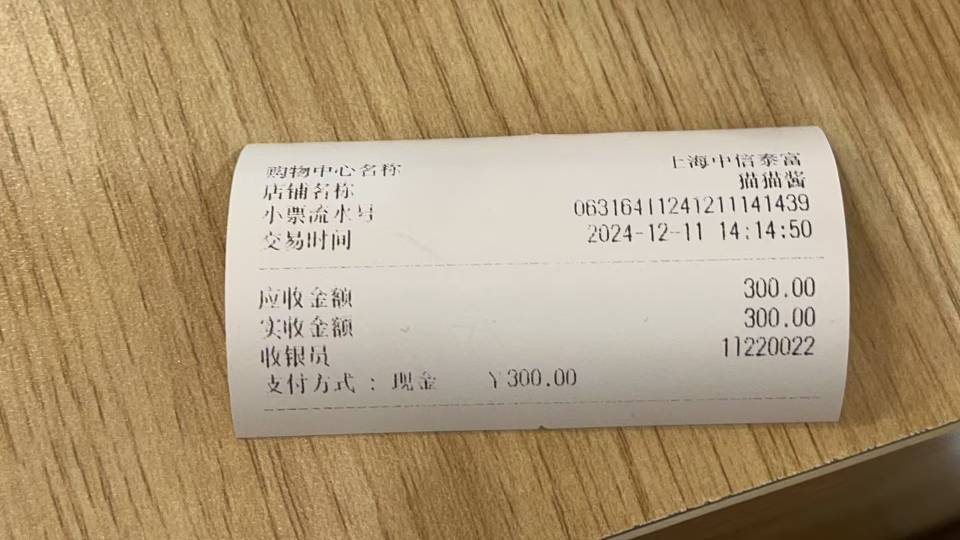 购物中心名称 上海中信泰富
店铺名称 猫猫酱
小票流水号 06316411241211141439
交易时间 2024-12-11 14:14:50
应收金额 300.00
实收金额 300.00
收银员 11220022
支付方式 : 现金 ￥300.00